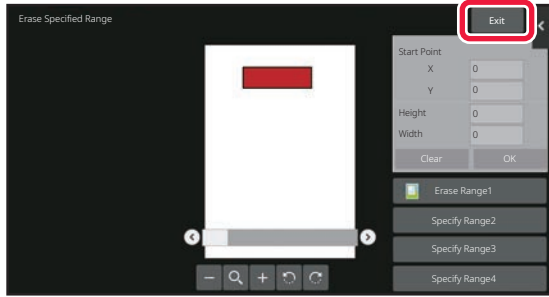 Erase Specified Range
Exit
Start Point
X 0
Y 0
Height 0
Width 0
Clear OK
Erase Range1
Specify Range2
Specify Range3
Specify Range4